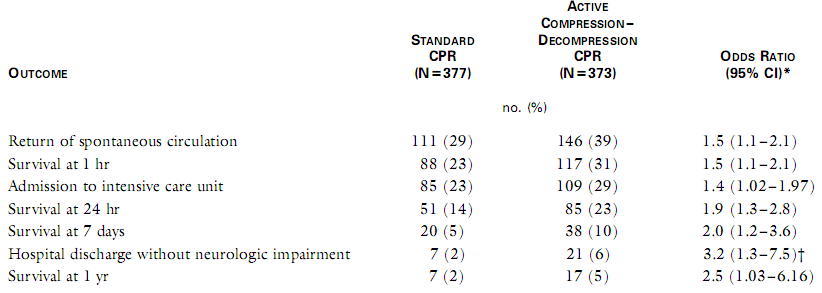 ACTIVE
COMPRESSION–
STANDARD DECOMPRESSION
CPR CPR ODDS RATIO
OUTCOME (N=377) (N=373) (95% CI)*
no. (%)
Return of spontaneous circulation 111 (29) 146 (39) 1.5 (1.1–2.1)
Survival at 1 hr 88 (23) 117 (31) 1.5 (1.1–2.1)
Admission to intensive care unit 85 (23) 109 (29) 1.4 (1.02–1.97)
Survival at 24 hr 51 (14) 85 (23) 1.9 (1.3–2.8)
Survival at 7 days 20 (5) 38 (10) 2.0 (1.2–3.6)
Hospital discharge without neurologic impairment 7 (2) 21 (6) 3.2 (1.3–7.5)†
Survival at 1 yr 7 (2) 17 (5) 2.5 (1.03–6.16)